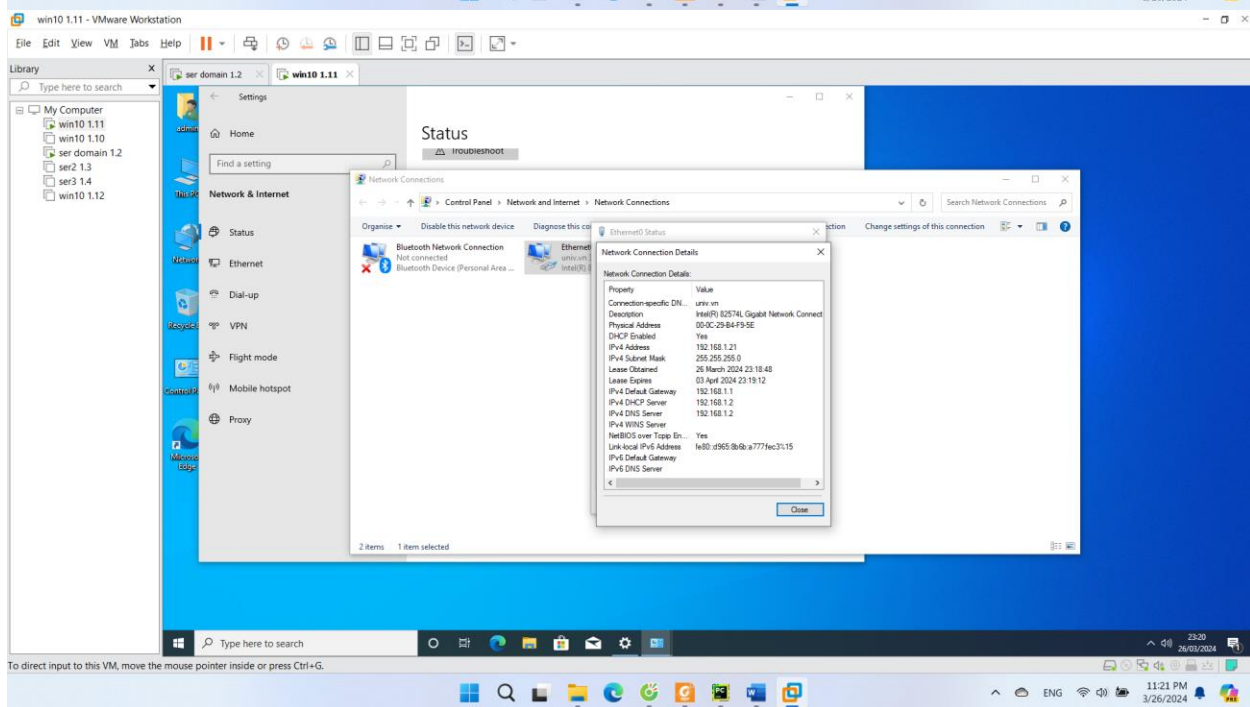 win10 1.11 - VMware Workstation
File Edit View VM Tabs Help
Library X
Type here to search
My Computer
win10 1.11
win10 1.10
ser domain 1.2
ser2 1.3
ser3 1.4
win10 1.12
ser domain 1.2 × win10 1.11 ×
Settings
Home
Find a setting
Network & Internet
Status
Ethernet
Dial-up
VPN
Flight mode
Mobile hotspot
Proxy
Status
Troubleshoot
Network Connections
Control Panel > Network and Internet > Network Connections
Search Network Connections
Organise Disable this network device Diagnose this co
Change settings of this connection
Bluetooth Network Connection
Not connected
Bluetooth Device (Personal Area ...
Ethernet
univ.vn
Intel(R)
2 items 1 item selected
Ethernet0 Status
Network Connection Details
Network Connection Details:
Property Value
Connection-specific DN... univ.vn
Description Intel(R) 82574L Gigabit Network Connect
Physical Address 00-0C-29-B4-F9-5E
DHCP Enabled Yes
IPv4 Address 192.168.1.21
IPv4 Subnet Mask 255.255.255.0
Lease Obtained 26 March 2024 23:18:48
Lease Expires 03 April 2024 23:19:12
IPv4 Default Gateway 192.168.1.1
IPv4 DHCP Server 192.168.1.2
IPv4 DNS Server 192.168.1.2
IPv4 WINS Server
NetBIOS over Tcpip En... Yes
Link-local IPv6 Address fe80::d965:8b6b:a777:fec3%15
IPv6 Default Gateway
IPv6 DNS Server
Close
Edge
Type here to search
23:20
26/03/2024
To direct input to this VM, move the mouse pointer inside or press Ctrl+G.
ENG
11:21 PM
3/26/2024